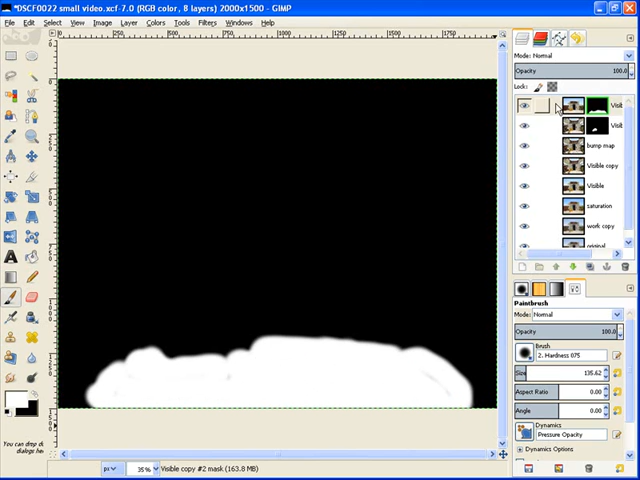 *DSCF0022 small video.xcf-7.0 (RGB color, 8 layers) 2000x1500 – GIMP
File Edit Select View Image Layer Colors Tools Filters Windows Help
Mode: Normal
Opacity 100.0
Lock:
Visib
Visib
bump map
Visible copy
Visible
saturation
work copy
original
Paintbrush
Mode: Normal
Opacity 100.0
Brush
2. Hardness 075
Size 135.62
Aspect Ratio 0.00
Angle 0.00
Dynamics
Pressure Opacity
Dynamics Options
You can drop
dialogs her
px 35% Visible copy #2 mask (163.8 MB)